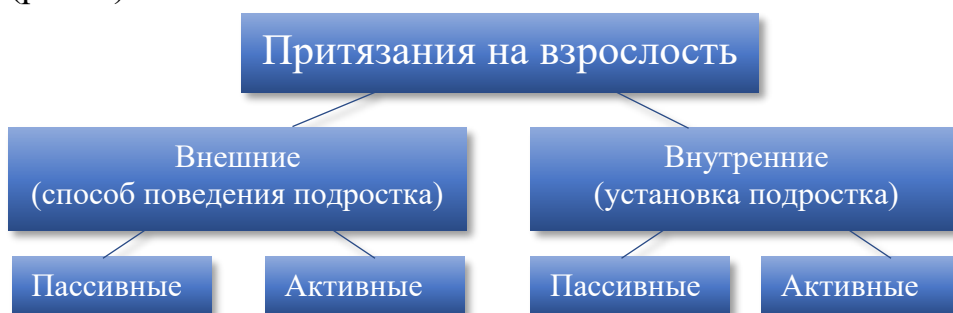 Притязания на взрослость
Внешние
(способ поведения подростка)
Внутренние
(установка подростка)
Пассивные
Активные
Пассивные
Активные